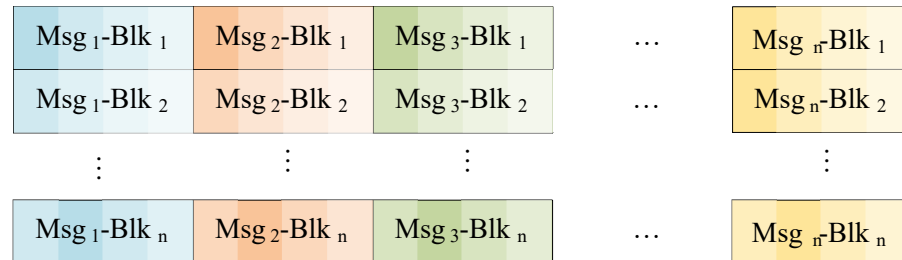 Msg 1-Blk 1 Msg 2-Blk 1 Msg 3-Blk 1 … Msg n-Blk 1
Msg 1-Blk 2 Msg 2-Blk 2 Msg 3-Blk 2 … Msg n-Blk 2
⋮ ⋮ ⋮ ⋮
Msg 1-Blk n Msg 2-Blk n Msg 3-Blk n … Msg n-Blk n